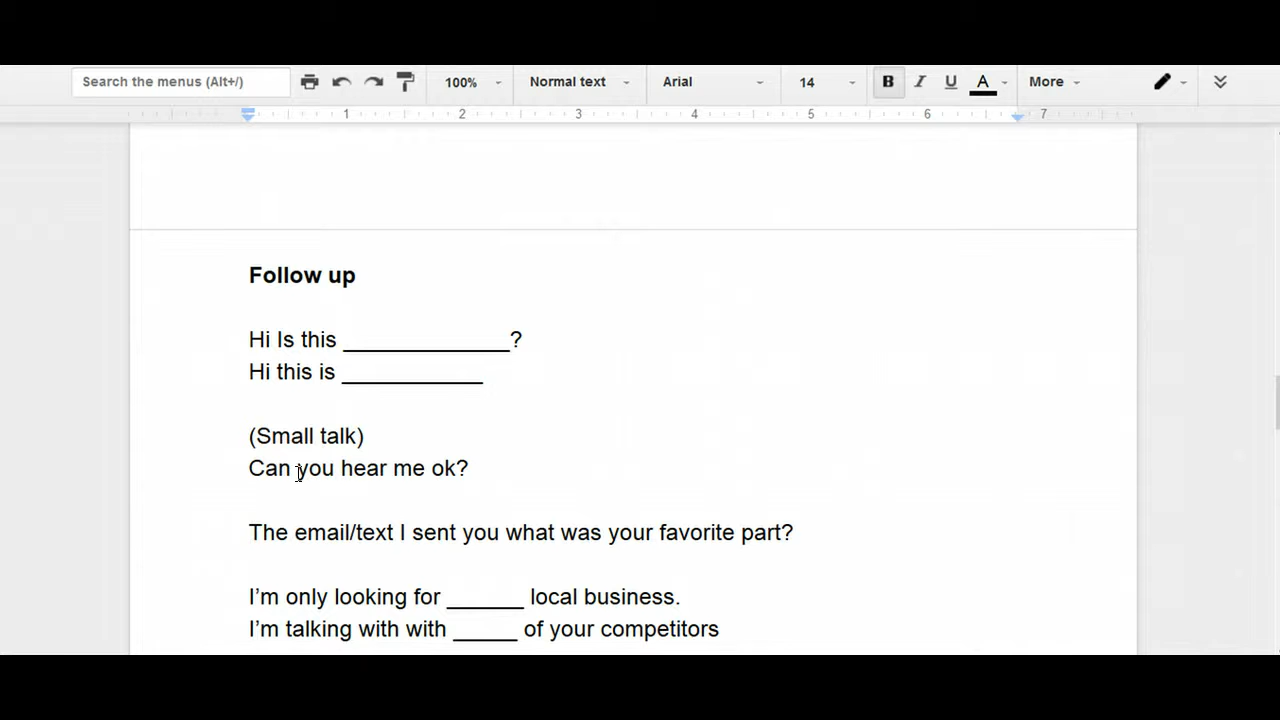 Search the menus (Alt+/) 100% Normal text Arial 14 B I U A More
1 2 3 4 5 6 7
Follow up
Hi Is this ______________?
Hi this is ____________
(Small talk)
Can you hear me ok?
The email/text I sent you what was your favorite part?
I’m only looking for ______ local business.
I’m talking with with _____ of your competitors